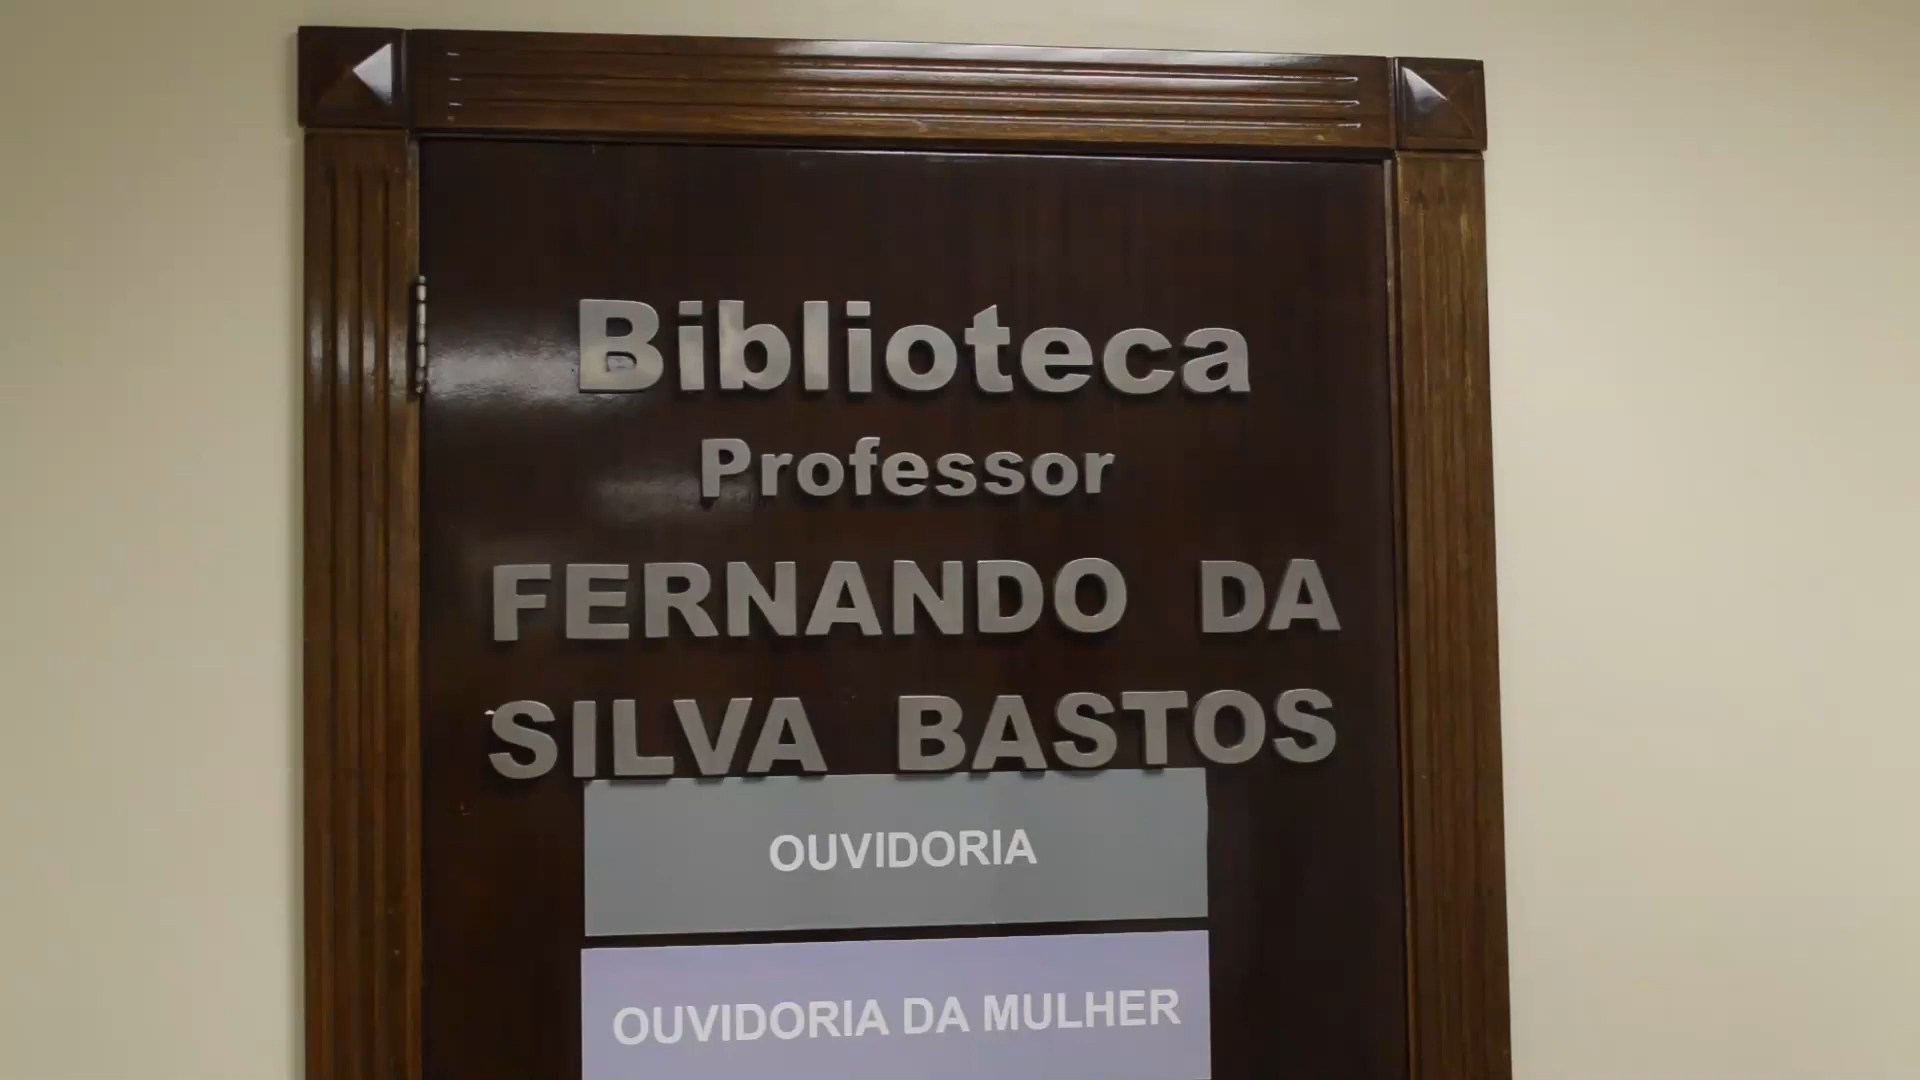 Biblioteca
Professor
FERNANDO DA
SILVA BASTOS
OUVIDORIA
OUVIDORIA DA MULHER